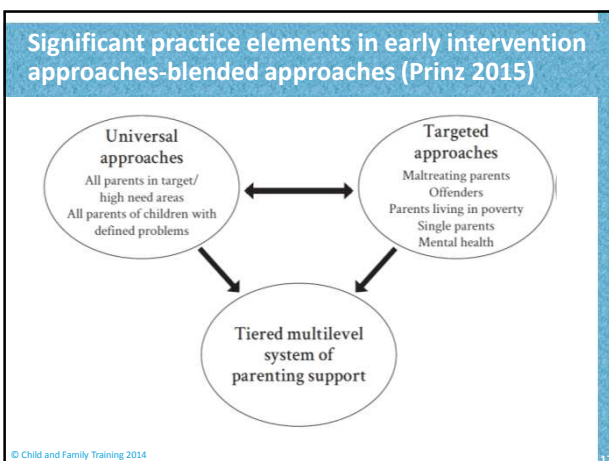 Significant practice elements in early intervention
approaches-blended approaches (Prinz 2015)
Universal
approaches
All parents in target/
high need areas
All parents of children with
defined problems
Targeted
approaches
Maltreating parents
Offenders
Parents living in poverty
Single parents
Mental health
Tiered multilevel
system of
parenting support
© Child and Family Training 2014